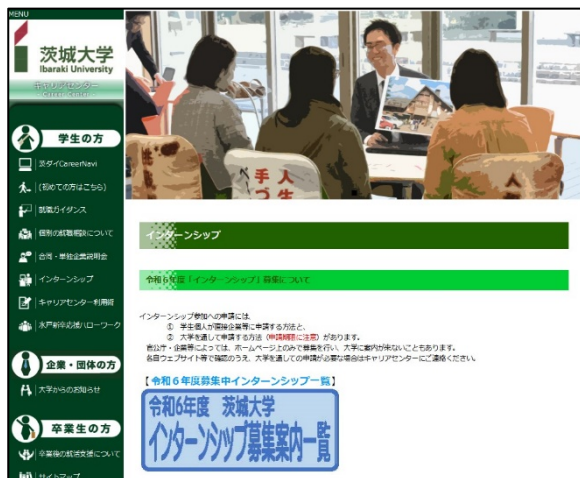 MENU
茨城大学
Ibaraki University
キャリアセンター
Career Center
学生の方
茨大CareerNavi
(初めての方はこちら)
就職ガイダンス
個別の就職相談について
合同・単独企業説明会
インターンシップ
キャリアセンター利用術
水戸新卒応援ハローワーク
企業・団体の方
大学からのお知らせ
卒業生の方
卒業後の就活支援について
サイトマップ
人生
手づ
インターンシップ
令和6年度「インターンシップ」募集について
インターンシップ参加への申請には
① 学生個人が直接企業等に申請する方法と、
② 大学を通して申請する方法（申請期限に注意）があります。
官公庁・企業等によっては、ホームページ上のみで募集を行い、大学に案内が来ないこともあります。
各自ウェブサイト等で確認のうえ、大学を通しての申請が必要な場合はキャリアセンターにご連絡ください。
【令和６年度募集中インターンシップ一覧】
令和6年度 茨城大学
インターンシップ募集案内一覧